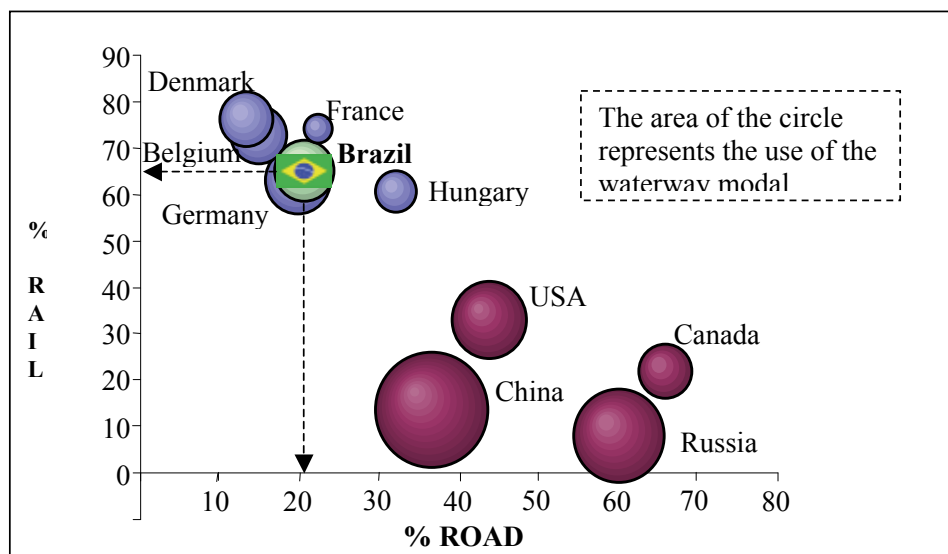 90
80
70
60
50
40
30
20
10
0
% RAIL
Denmark
France
Belgium
Brazil
Germany
Hungary
The area of the circle
represents the use of the
waterway modal
USA
Canada
China
Russia
10 20 30 40 50 60 70 80
% ROAD